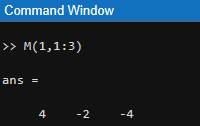 Command Window
>> M(1,1:3)
ans =
4 -2 -4